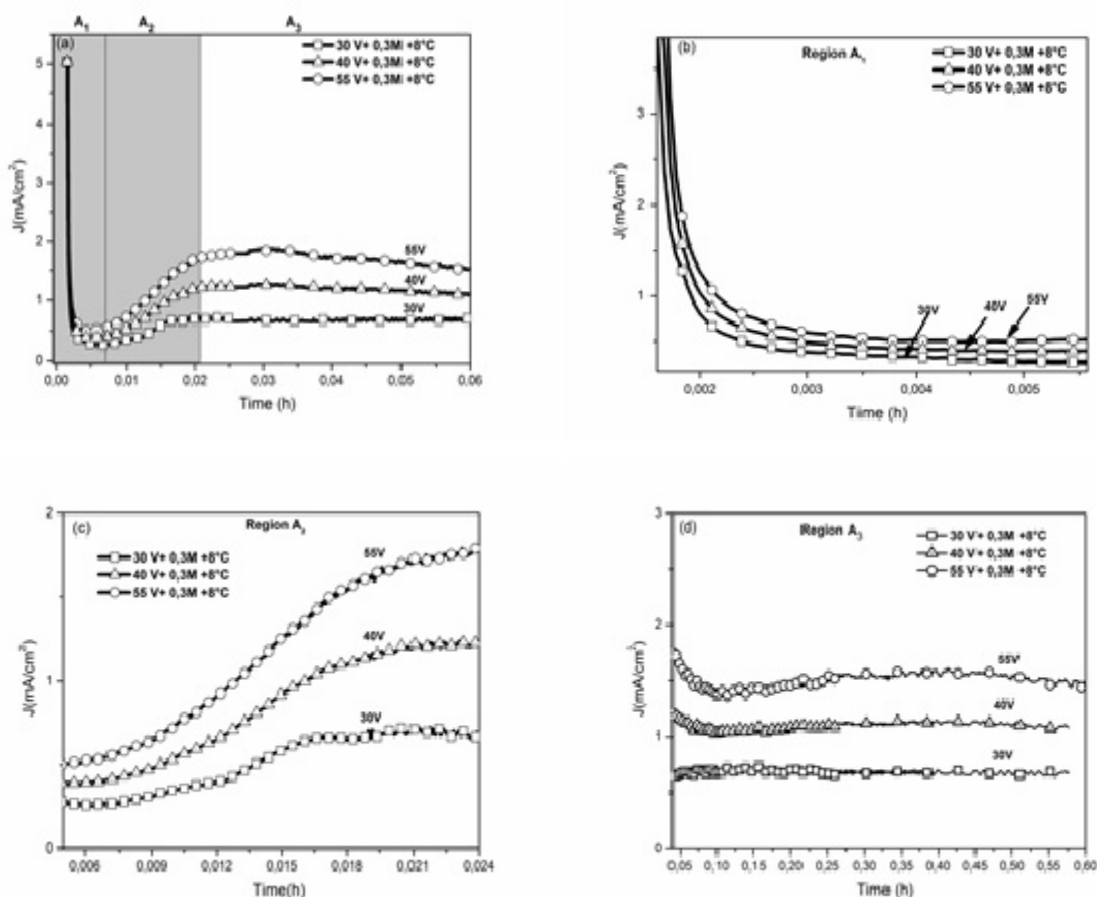 A1 A2 A3
(a)
30 V+ 0,3Mi +8°C
40 V+ 0,3Mi +8°C
55 V+ 0,3Mi +8°C
5
4
3
2
1
0
J(mA/cm²)
55V
40V
30V
0.00 0,01 0,02 0,03 0,04 0,05 0,06
Time (h)
(b) Region A1
30 V+ 0,3M +8°C
40 V+ 0,3M +8°C
55 V+ 0,3M +8°G
3
2
1
J(mA/cm²)
30V 40V 55V
0,002 0,003 0,004 0,005
Tiime (h)
(c) Region A2
30 V+ 0,3M +8°C
40 V+ 0,3M +8°C
55 V+ 0,3M +8°C
2
1
0
J(mA/cm²)
55V
40V
30V
0,006 0,009 0,012 0,015 0,018 0,021 0,024
Time(h)
(d) Region A3
30 V+ 0,3M +8°C
40 V+ 0,3M +8°C
55 V+ 0,3M +8°C
3
2
1
0
J(mA/cm²)
55V
40V
30V
0,05 0,10 0,15 0,20 0,25 0,30 0,35 0,40 0,45 0,50 0,55 0,60
Time (h)